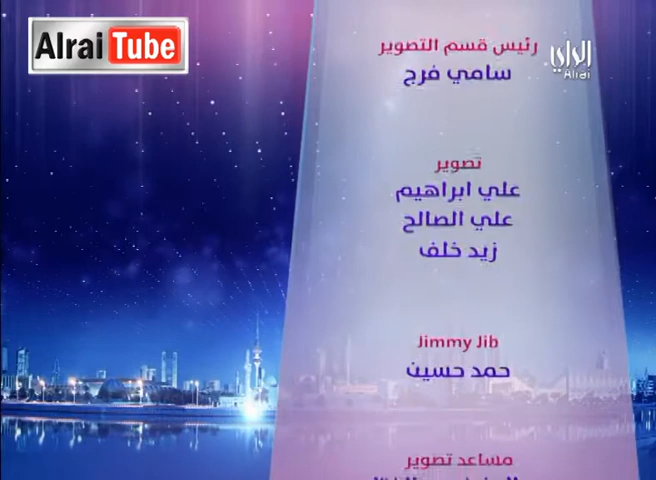 Alrai Tube
الراي
Alrai
رئيس قسم التصوير
سامي فرج
تصوير
علي ابراهيم
علي الصالح
زيد خلف
Jimmy Jib
حمد حسين
مساعد تصوير